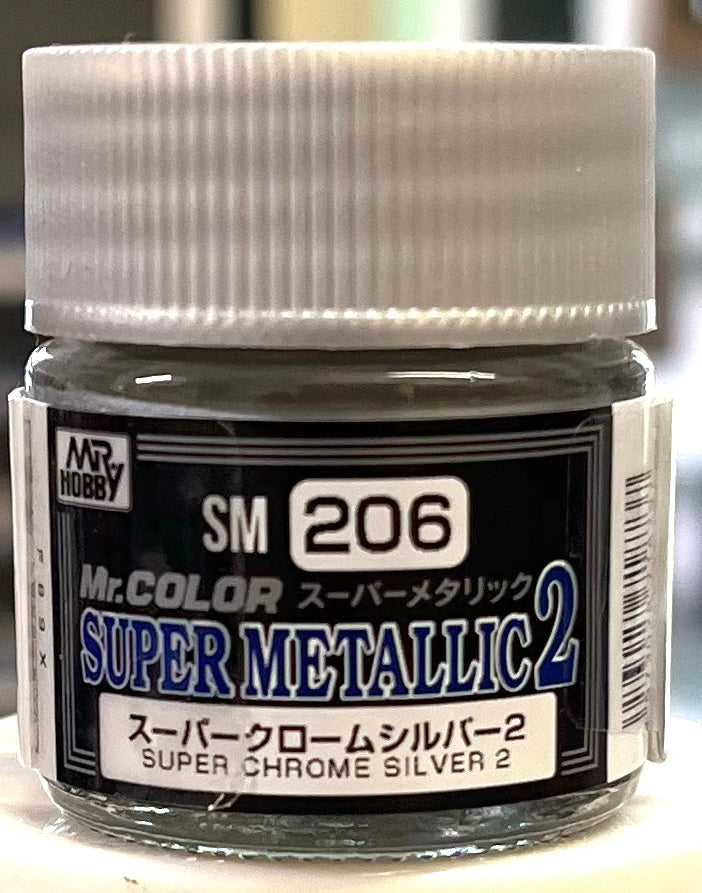 MR
HOBBY
SM 206
Mr.COLOR スーパーメタリック
SUPER METALLIC 2
スーパークロームシルバー2
SUPER CHROME SILVER 2